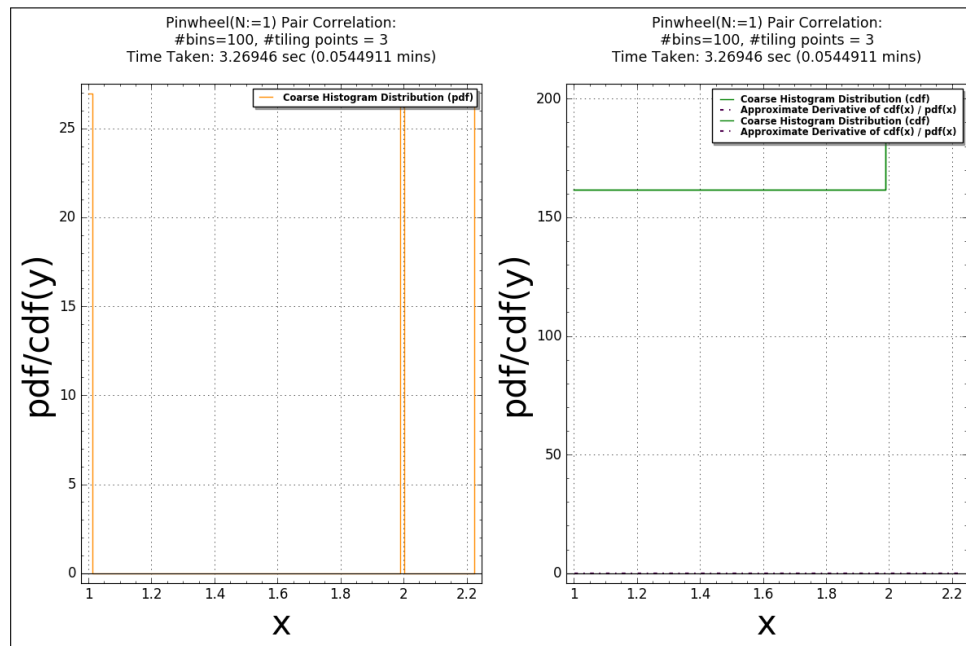 Pinwheel(N:=1) Pair Correlation:
#bins=100, #tiling points = 3
Time Taken: 3.26946 sec (0.0544911 mins)
Coarse Histogram Distribution (pdf)
25
20
15
10
5
0
pdf/cdf(y)
1 1.2 1.4 1.6 1.8 2 2.2
x
Pinwheel(N:=1) Pair Correlation:
#bins=100, #tiling points = 3
Time Taken: 3.26946 sec (0.0544911 mins)
Coarse Histogram Distribution (cdf)
Approximate Derivative of cdf(x) / pdf(x)
Coarse Histogram Distribution (cdf)
Approximate Derivative of cdf(x) / pdf(x)
200
150
100
50
0
pdf/cdf(y)
1 1.2 1.4 1.6 1.8 2 2.2
x